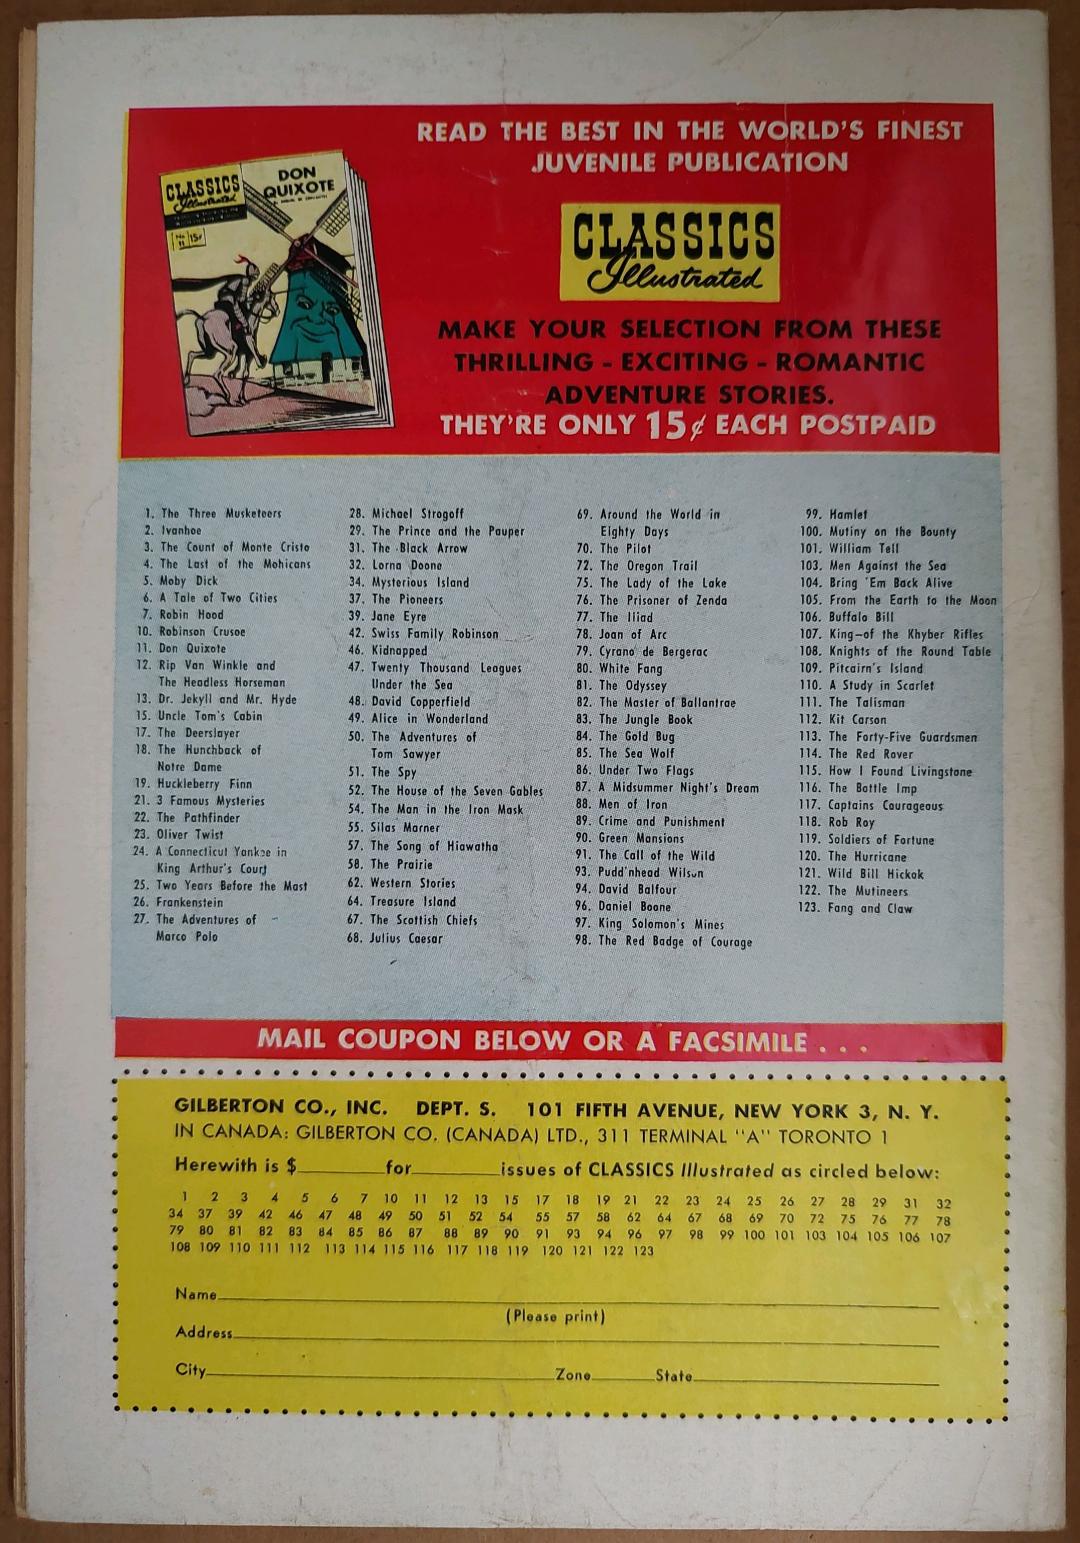 READ THE BEST IN THE WORLD'S FINEST
JUVENILE PUBLICATION
CLASSICS
Illustrated
DON
QUIXOTE
CLASSICS
Illustrated
No. 11 15¢
MAKE YOUR SELECTION FROM THESE
THRILLING - EXCITING - ROMANTIC
ADVENTURE STORIES.
THEY'RE ONLY 15¢ EACH POSTPAID
1. The Three Musketeers
2. Ivanhoe
3. The Count of Monte Cristo
4. The Last of the Mohicans
5. Moby Dick
6. A Tale of Two Cities
7. Robin Hood
10. Robinson Crusoe
11. Don Quixote
12. Rip Van Winkle and
The Headless Horseman
13. Dr. Jekyll and Mr. Hyde
15. Uncle Tom's Cabin
17. The Deerslayer
18. The Hunchback of
Notre Dame
19. Huckleberry Finn
21. 3 Famous Mysteries
22. The Pathfinder
23. Oliver Twist
24. A Connecticut Yankee in
King Arthur's Court
25. Two Years Before the Mast
26. Frankenstein
27. The Adventures of
Marco Polo
28. Michael Strogoff
29. The Prince and the Pauper
31. The Black Arrow
32. Lorna Doone
34. Mysterious Island
37. The Pioneers
39. Jane Eyre
42. Swiss Family Robinson
46. Kidnapped
47. Twenty Thousand Leagues
Under the Sea
48. David Copperfield
49. Alice in Wonderland
50. The Adventures of
Tom Sawyer
51. The Spy
52. The House of the Seven Gables
54. The Man in the Iron Mask
55. Silas Marner
57. The Song of Hiawatha
58. The Prairie
62. Western Stories
64. Treasure Island
67. The Scottish Chiefs
68. Julius Caesar
69. Around the World in
Eighty Days
70. The Pilot
72. The Oregon Trail
75. The Lady of the Lake
76. The Prisoner of Zenda
77. The Iliad
78. Joan of Arc
79. Cyrano de Bergerac
80. White Fang
81. The Odyssey
82. The Master of Ballantrae
83. The Jungle Book
84. The Gold Bug
85. The Sea Wolf
86. Under Two Flags
87. A Midsummer Night's Dream
88. Men of Iron
89. Crime and Punishment
90. Green Mansions
91. The Call of the Wild
93. Pudd'nhead Wilson
94. David Balfour
96. Daniel Boone
97. King Solomon's Mines
98. The Red Badge of Courage
99. Hamlet
100. Mutiny on the Bounty
101. William Tell
103. Men Against the Sea
104. Bring 'Em Back Alive
105. From the Earth to the Moon
106. Buffalo Bill
107. King—of the Khyber Rifles
108. Knights of the Round Table
109. Pitcairn's Island
110. A Study in Scarlet
111. The Talisman
112. Kit Carson
113. The Forty-Five Guardsmen
114. The Red Rover
115. How I Found Livingstone
116. The Bottle Imp
117. Captains Courageous
118. Rob Roy
119. Soldiers of Fortune
120. The Hurricane
121. Wild Bill Hickok
122. The Mutineers
123. Fang and Claw
MAIL COUPON BELOW OR A FACSIMILE . . .
GILBERTON CO., INC. DEPT. S. 101 FIFTH AVENUE, NEW YORK 3, N. Y.
IN CANADA: GILBERTON CO. (CANADA) LTD., 311 TERMINAL "A" TORONTO 1
Herewith is $ for issues of CLASSICS Illustrated as circled below:
1 2 3 4 5 6 7 10 11 12 13 15 17 18 19 21 22 23 24 25 26 27 28 29 31 32
34 37 39 42 46 47 48 49 50 51 52 54 55 57 58 62 64 67 68 69 70 72 75 76 77 78
79 80 81 82 83 84 85 86 87 88 89 90 91 93 94 96 97 98 99 100 101 103 104 105 106 107
108 109 110 111 112 113 114 115 116 117 118 119 120 121 122 123
Name
(Please print)
Address
City Zone State